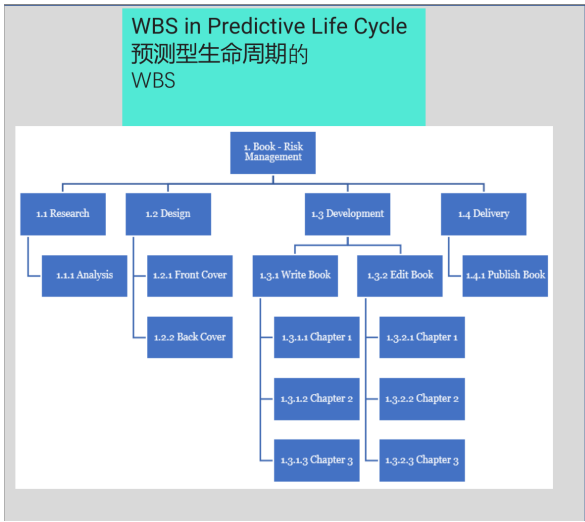 WBS in Predictive Life Cycle
预测型生命周期的
WBS
1. Book - Risk
Management
1.1 Research
1.2 Design
1.3 Development
1.4 Delivery
1.1.1 Analysis
1.2.1 Front Cover
1.3.1 Write Book
1.3.2 Edit Book
1.4.1 Publish Book
1.2.2 Back Cover
1.3.1.1 Chapter 1
1.3.2.1 Chapter 1
1.3.1.2 Chapter 2
1.3.2.2 Chapter 2
1.3.1.3 Chapter 3
1.3.2.3 Chapter 3